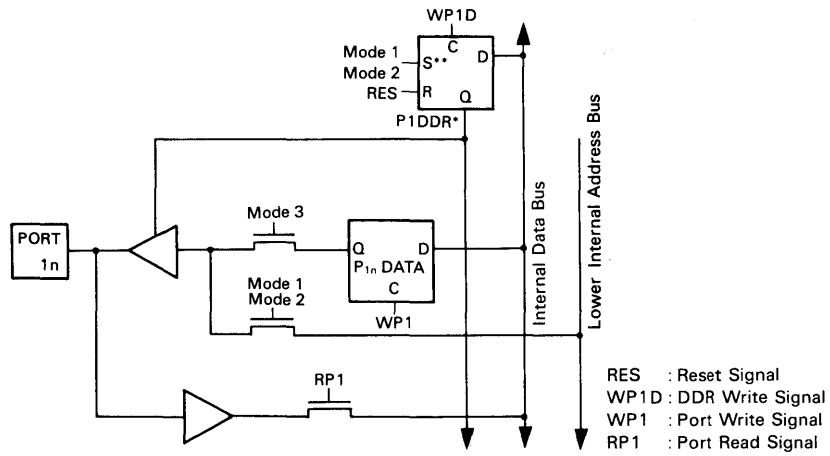 WP1D
Mode 1
Mode 2
RES
C
S**
D
R
Q
P1DDR*
Internal Data Bus
Lower Internal Address Bus
PORT
1n
Mode 3
Q
D
P1n DATA
C
WP1
Mode 1
Mode 2
RP1
RES : Reset Signal
WP1D : DDR Write Signal
WP1 : Port Write Signal
RP1 : Port Read Signal